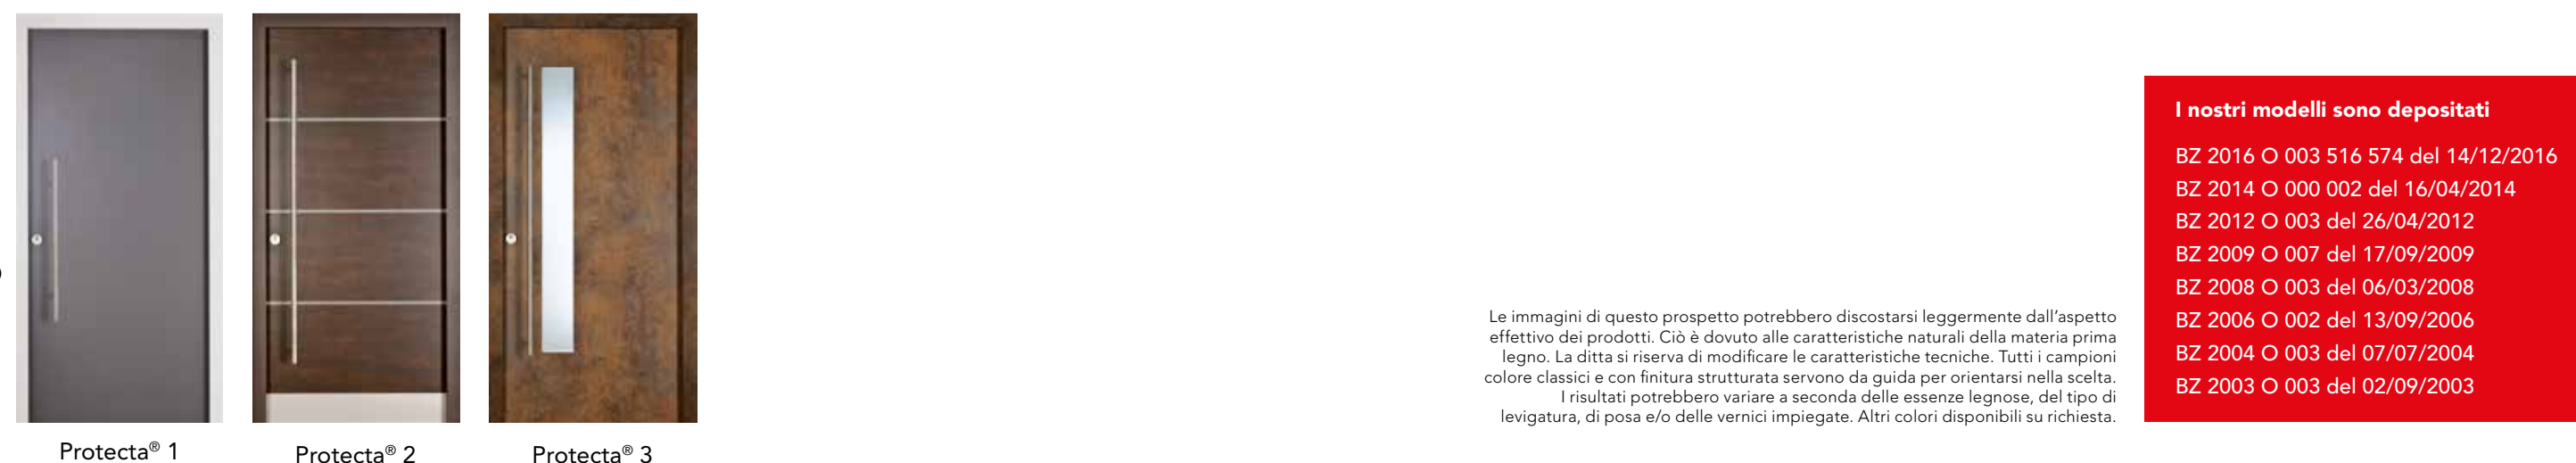 Protecta® 1
Protecta® 2
Protecta® 3
Le immagini di questo prospetto potrebbero discostarsi leggermente dall'aspetto
effettivo dei prodotti. Ciò è dovuto alle caratteristiche naturali della materia prima
legno. La ditta si riserva di modificare le caratteristiche tecniche. Tutti i campioni
colore classici e con finitura strutturata servono da guida per orientarsi nella scelta.
I risultati potrebbero variare a seconda delle essenze legnose, del tipo di
levigatura, di posa e/o delle vernici impiegate. Altri colori disponibili su richiesta.
I nostri modelli sono depositati
BZ 2016 O 003 516 574 del 14/12/2016
BZ 2014 O 000 002 del 16/04/2014
BZ 2012 O 003 del 26/04/2012
BZ 2009 O 007 del 17/09/2009
BZ 2008 O 003 del 06/03/2008
BZ 2006 O 002 del 13/09/2006
BZ 2004 O 003 del 07/07/2004
BZ 2003 O 003 del 02/09/2003